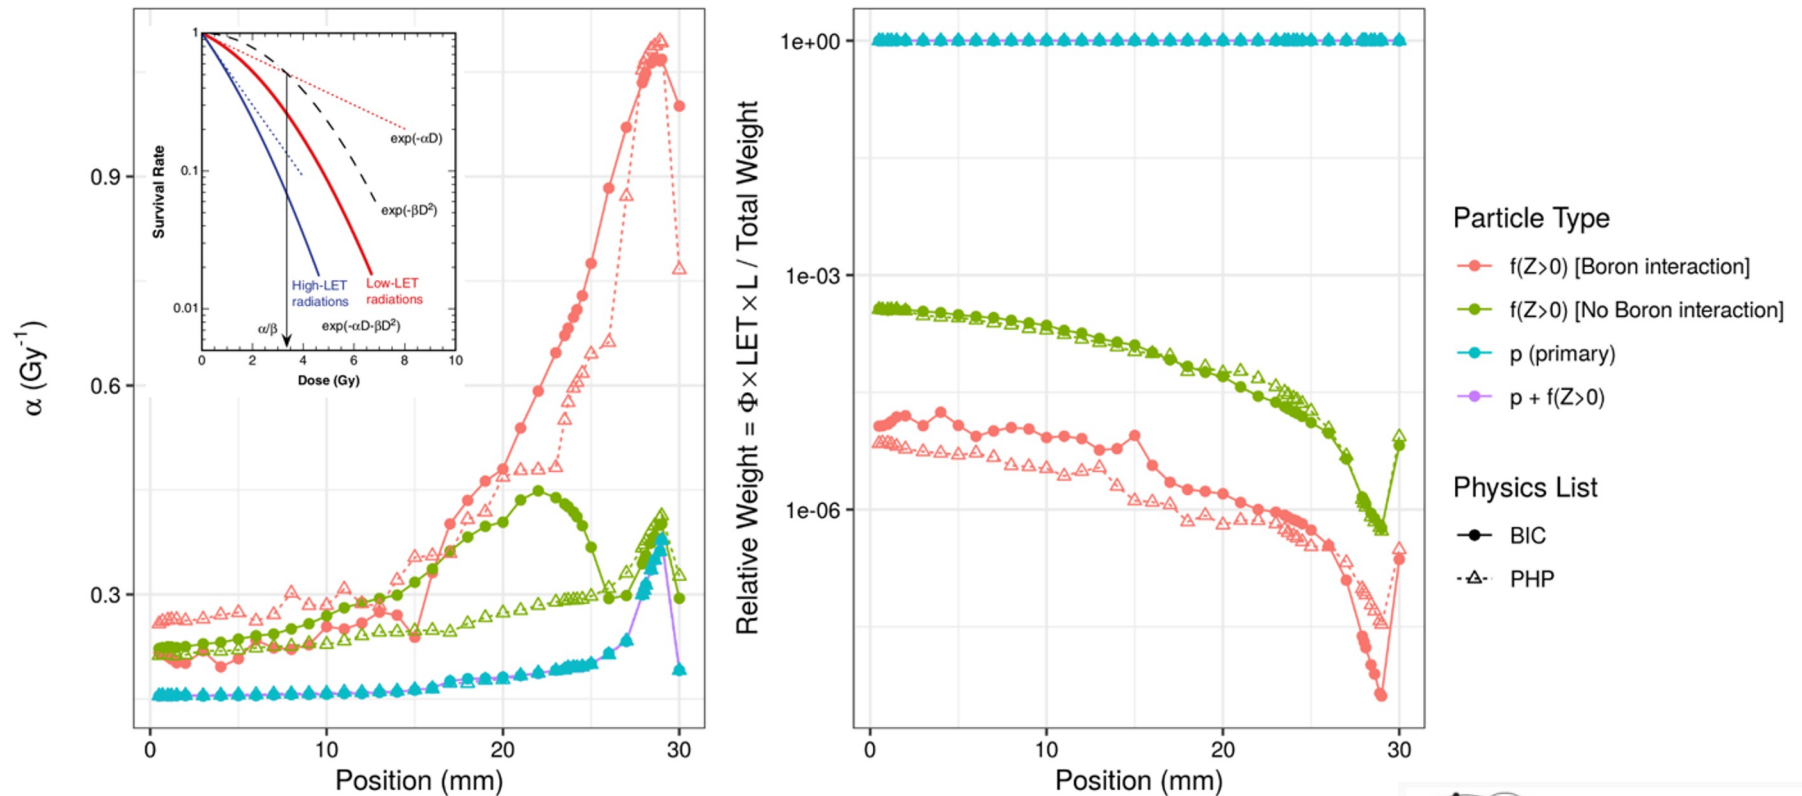 α (Gy⁻¹)
0.9
0.6
0.3
0
10
20
30
Position (mm)
Survival Rate
1
0.1
0.01
0
2
4
6
8
10
Dose (Gy)
exp(-αD)
exp(-βD²)
High-LET
radiations
Low-LET
radiations
α/β
exp(-αD-βD²)
Relative Weight = Φ×LET×L / Total Weight
1e+00
1e-03
1e-06
0
10
20
30
Position (mm)
Particle Type
f(Z>0) [Boron interaction]
f(Z>0) [No Boron interaction]
p (primary)
p + f(Z>0)
Physics List
BIC
PHP